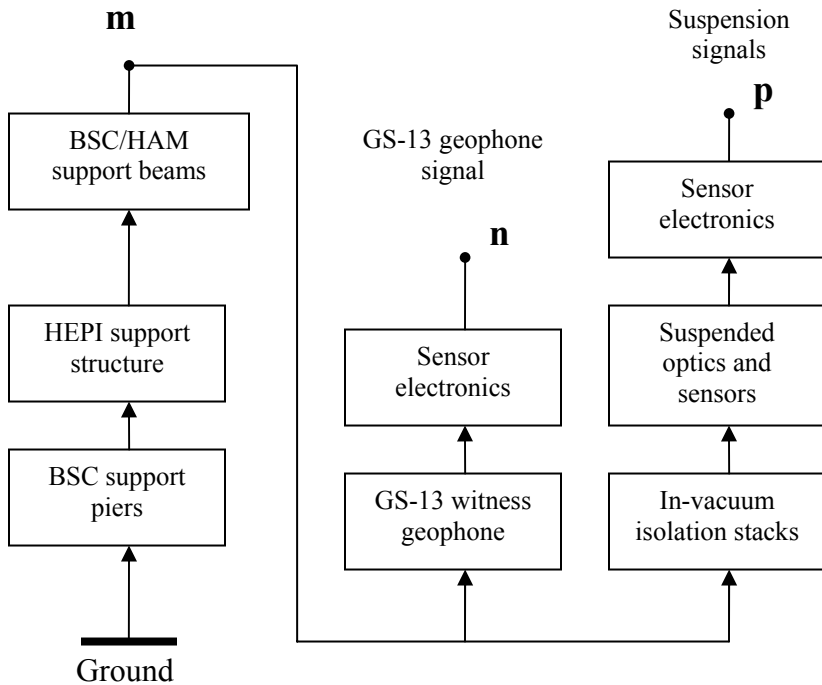 m
BSC/HAM
support beams
HEPI support
structure
BSC support
piers
Ground
GS-13 geophone
signal
n
Sensor
electronics
GS-13 witness
geophone
Suspension
signals
p
Sensor
electronics
Suspended
optics and
sensors
In-vacuum
isolation stacks